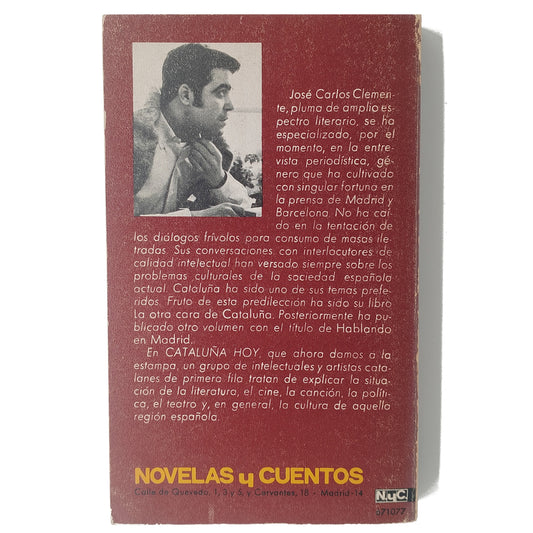 José Carlos Clemen-
te, pluma de amplio es-
pectro literario, se ha
especializado, por el
momento, en la entre-
vista periodística, gé-
nero que ha cultivado
con singular fortuna en
la prensa de Madrid y
Barcelona. No ha caí-
do en la tentación de
los diálogos frívolos para consumo de masas ile-
tradas. Sus conversaciones con interlocutores de
calidad intelectual han versado siempre sobre los
problemas culturales de la sociedad española
actual. Cataluña ha sido uno de sus temas prefe-
ridos. Fruto de esta predilección ha sido su libro
La otra cara de Cataluña. Posteriormente ha pu-
blicado otro volumen con el título de Hablando
en Madrid.
En CATALUÑA HOY, que ahora damos a la
estampa, un grupo de intelectuales y artistas cata-
lanes de primera fila tratan de explicar la situa-
ción de la literatura, el cine, la canción, la políti-
ca, el teatro y, en general, la cultura de aquella
región española.
NOVELAS y CUENTOS
Calle de Quevedo, 1, 3 y 5, y Cervantes, 18 - Madrid-14
NyC
371077